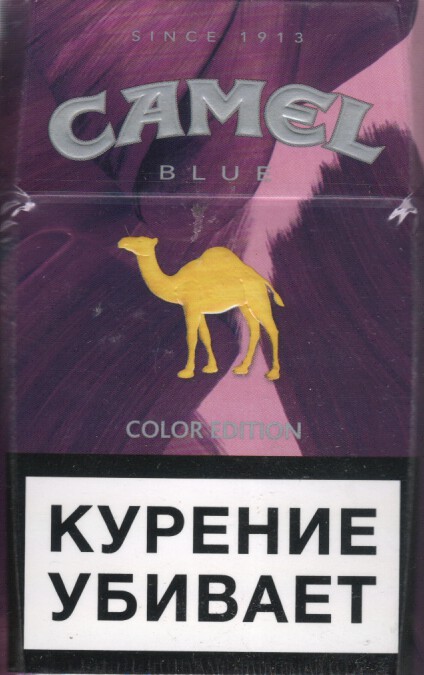 SINCE 1913
CAMEL
BLUE
COLOR EDITION
КУРЕНИЕ
УБИВАЕТ